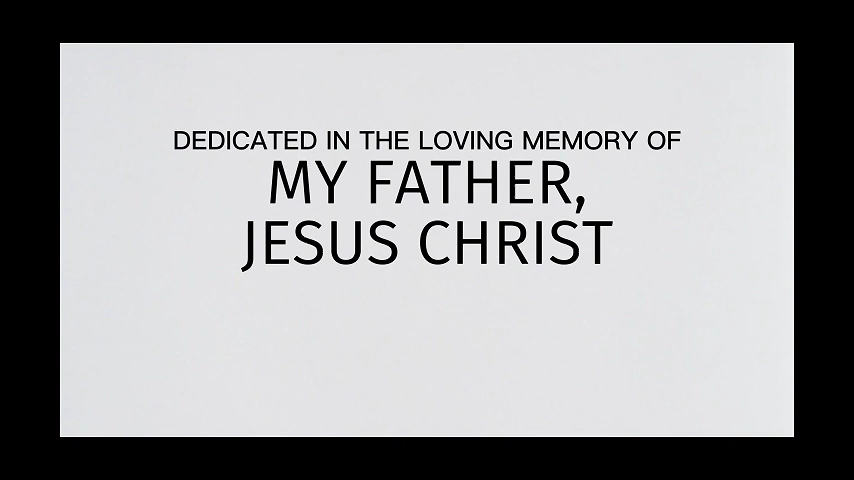 DEDICATED IN THE LOVING MEMORY OF
MY FATHER,
JESUS CHRIST